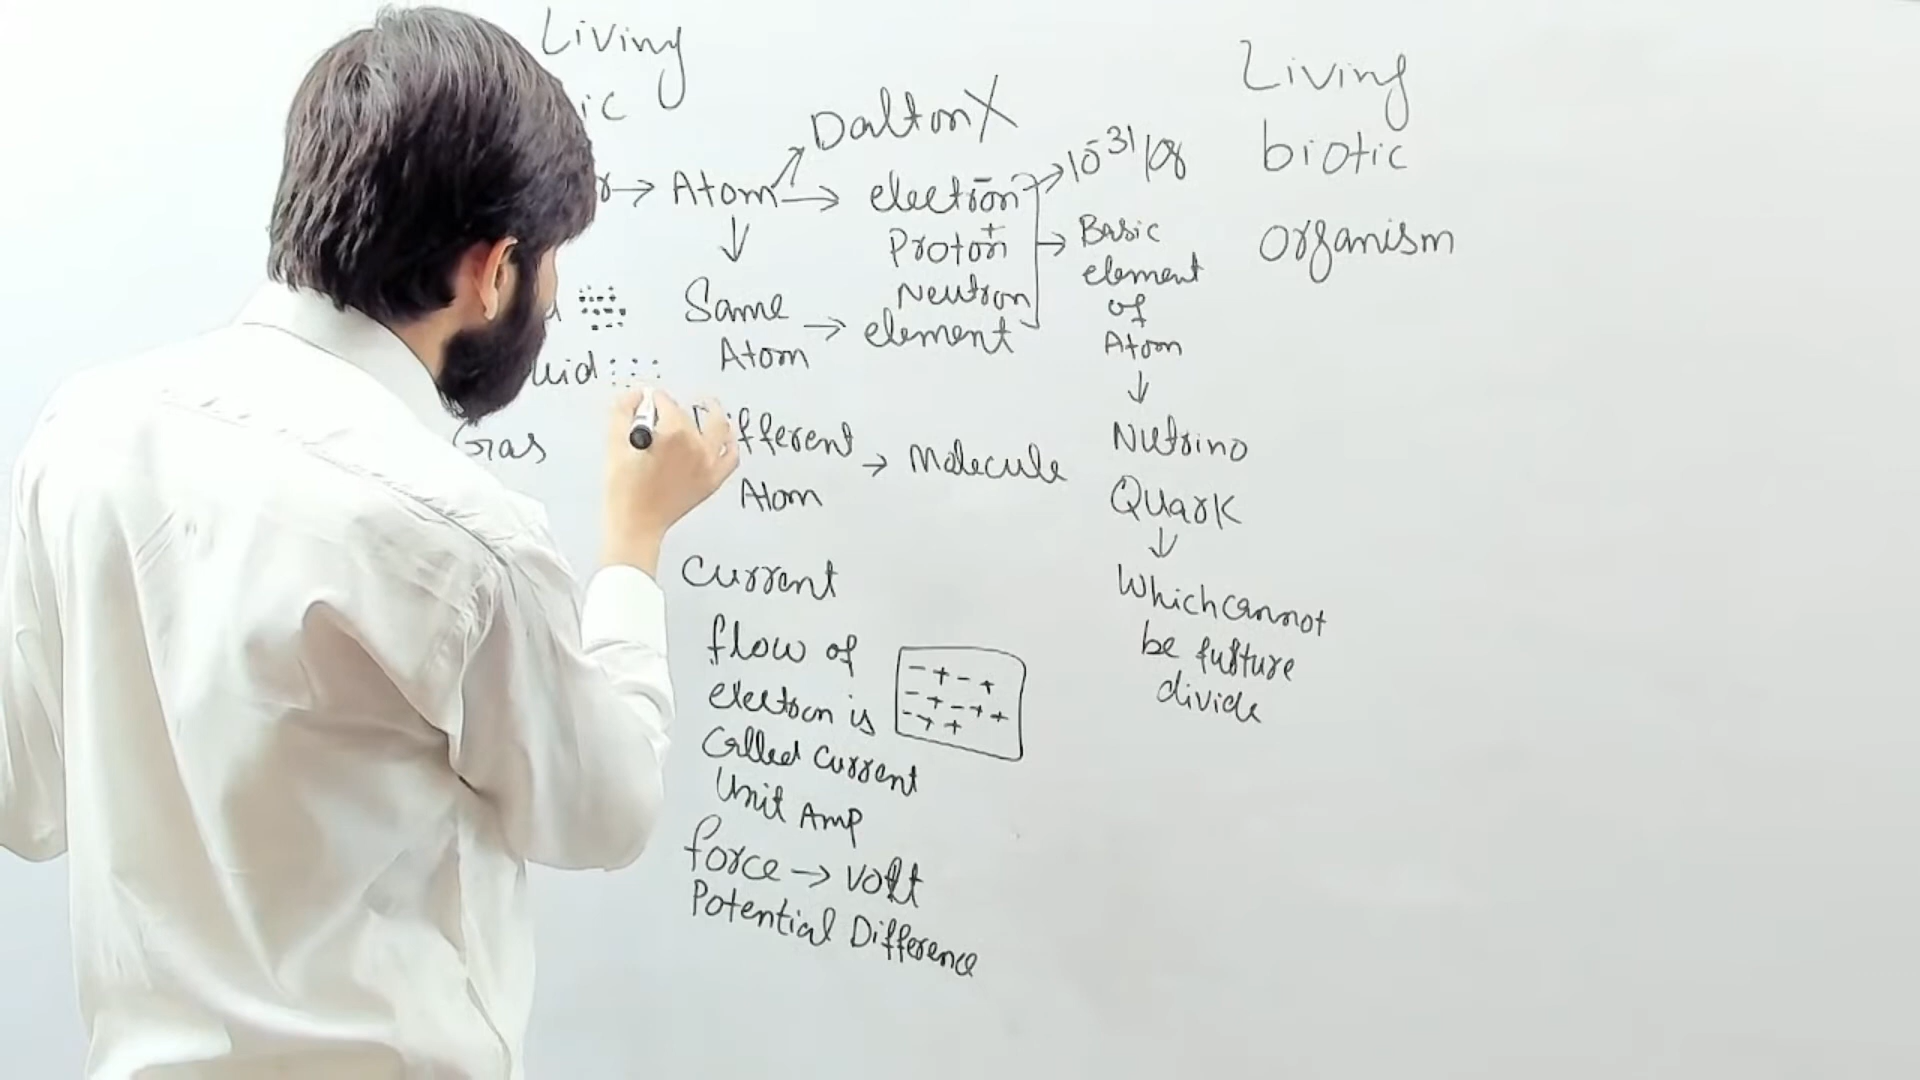 Living
ic
→ Atom → Dalton X
→ electron → 10-31 kg
Proton
Neutron
↓
Same
Atom → element
→ Basic
element
of
Atom
↓
Nutrino
Quark
↓
Which cannot
be futture
divide
uid
Gas
Different
Atom → Molecule
Current
flow of
electron is
Called Current
Unit Amp
force → volt
Potential Difference
- + - +
- + - + +
- + +
Living
biotic
organism